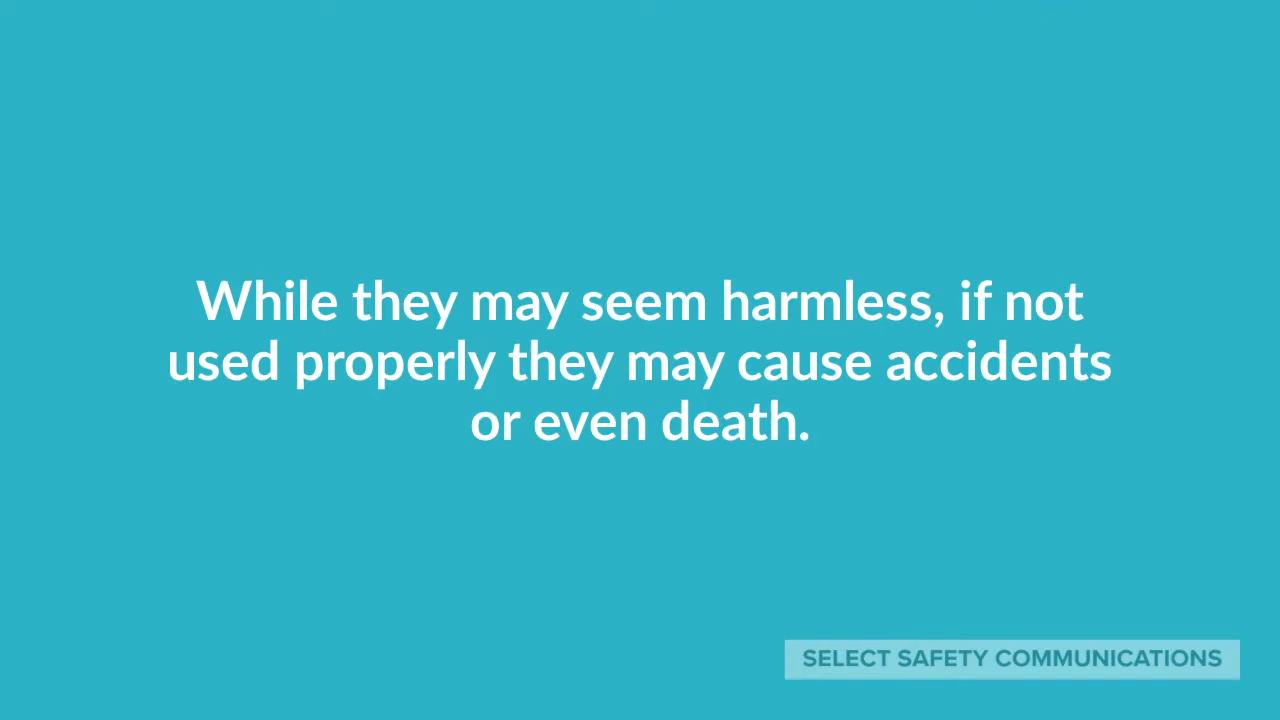 While they may seem harmless, if not
used properly they may cause accidents
or even death.
SELECT SAFETY COMMUNICATIONS